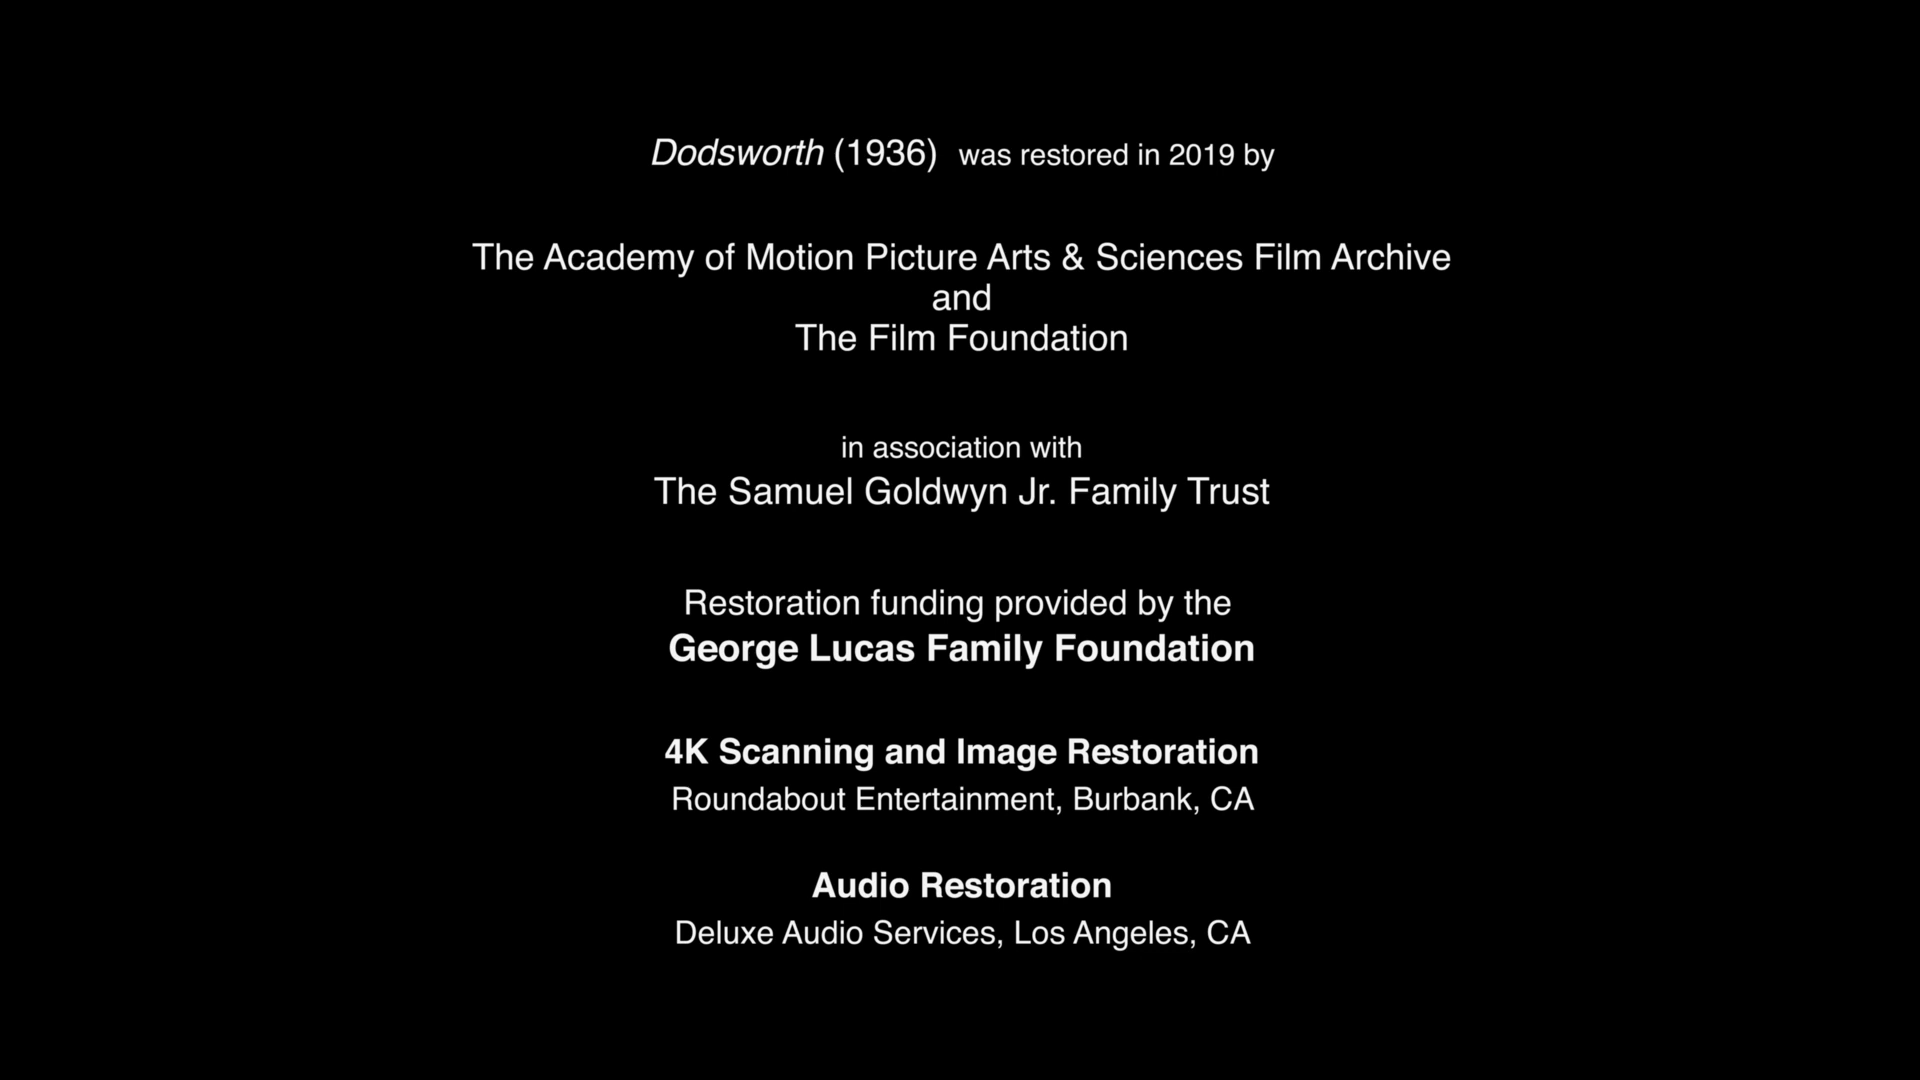 Dodsworth (1936) was restored in 2019 by
The Academy of Motion Picture Arts & Sciences Film Archive
and
The Film Foundation
in association with
The Samuel Goldwyn Jr. Family Trust
Restoration funding provided by the
George Lucas Family Foundation
4K Scanning and Image Restoration
Roundabout Entertainment, Burbank, CA
Audio Restoration
Deluxe Audio Services, Los Angeles, CA